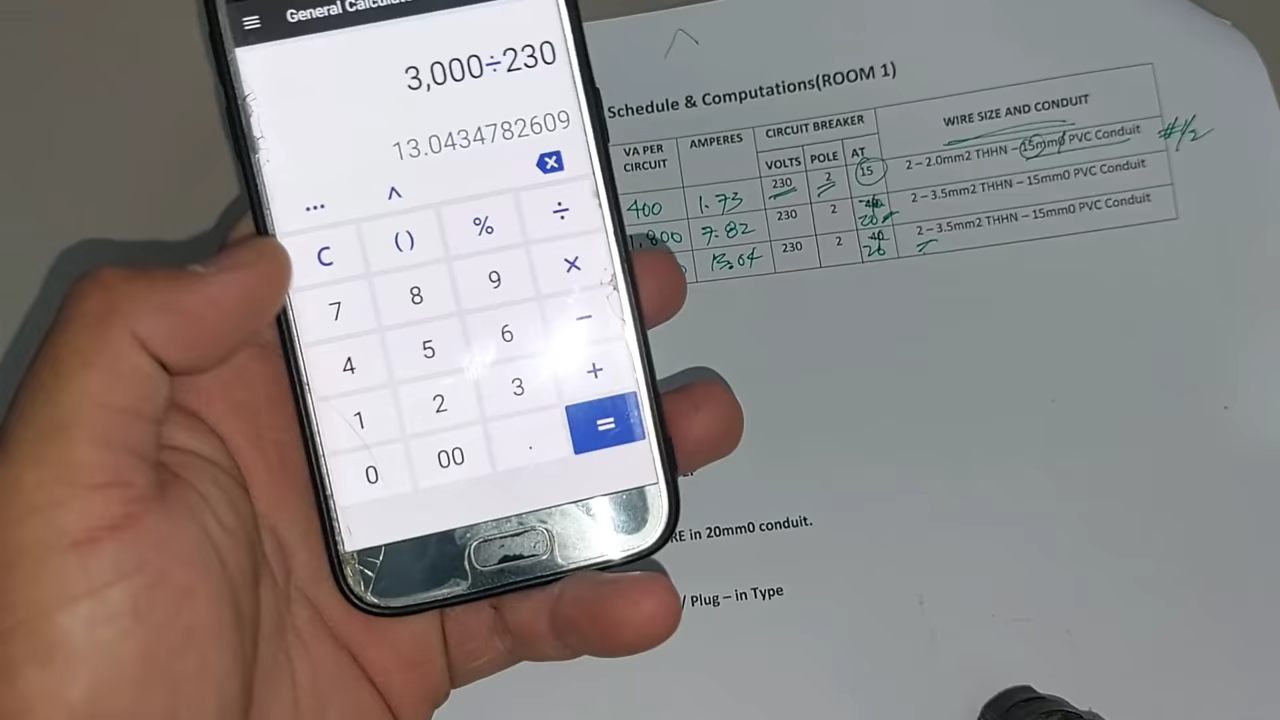 General
3,000÷230
13.0434782609
... ^
C () % ÷
7 8 9 ×
4 5 6 −
1 2 3 +
0 00 . =
Schedule & Computations(ROOM 1)
VA PER CIRCUIT AMPERES CIRCUIT BREAKER WIRE SIZE AND CONDUIT
VOLTS POLE AT
400 1.73 230 2 15 2 – 2.0mm2 THHN – 15mm0 PVC Conduit #1/2
1,800 7.82 230 2 20 2 – 3.5mm2 THHN – 15mm0 PVC Conduit
13.04 230 2 20 2 – 3.5mm2 THHN – 15mm0 PVC Conduit
in 20mm0 conduit.
/ Plug – in Type